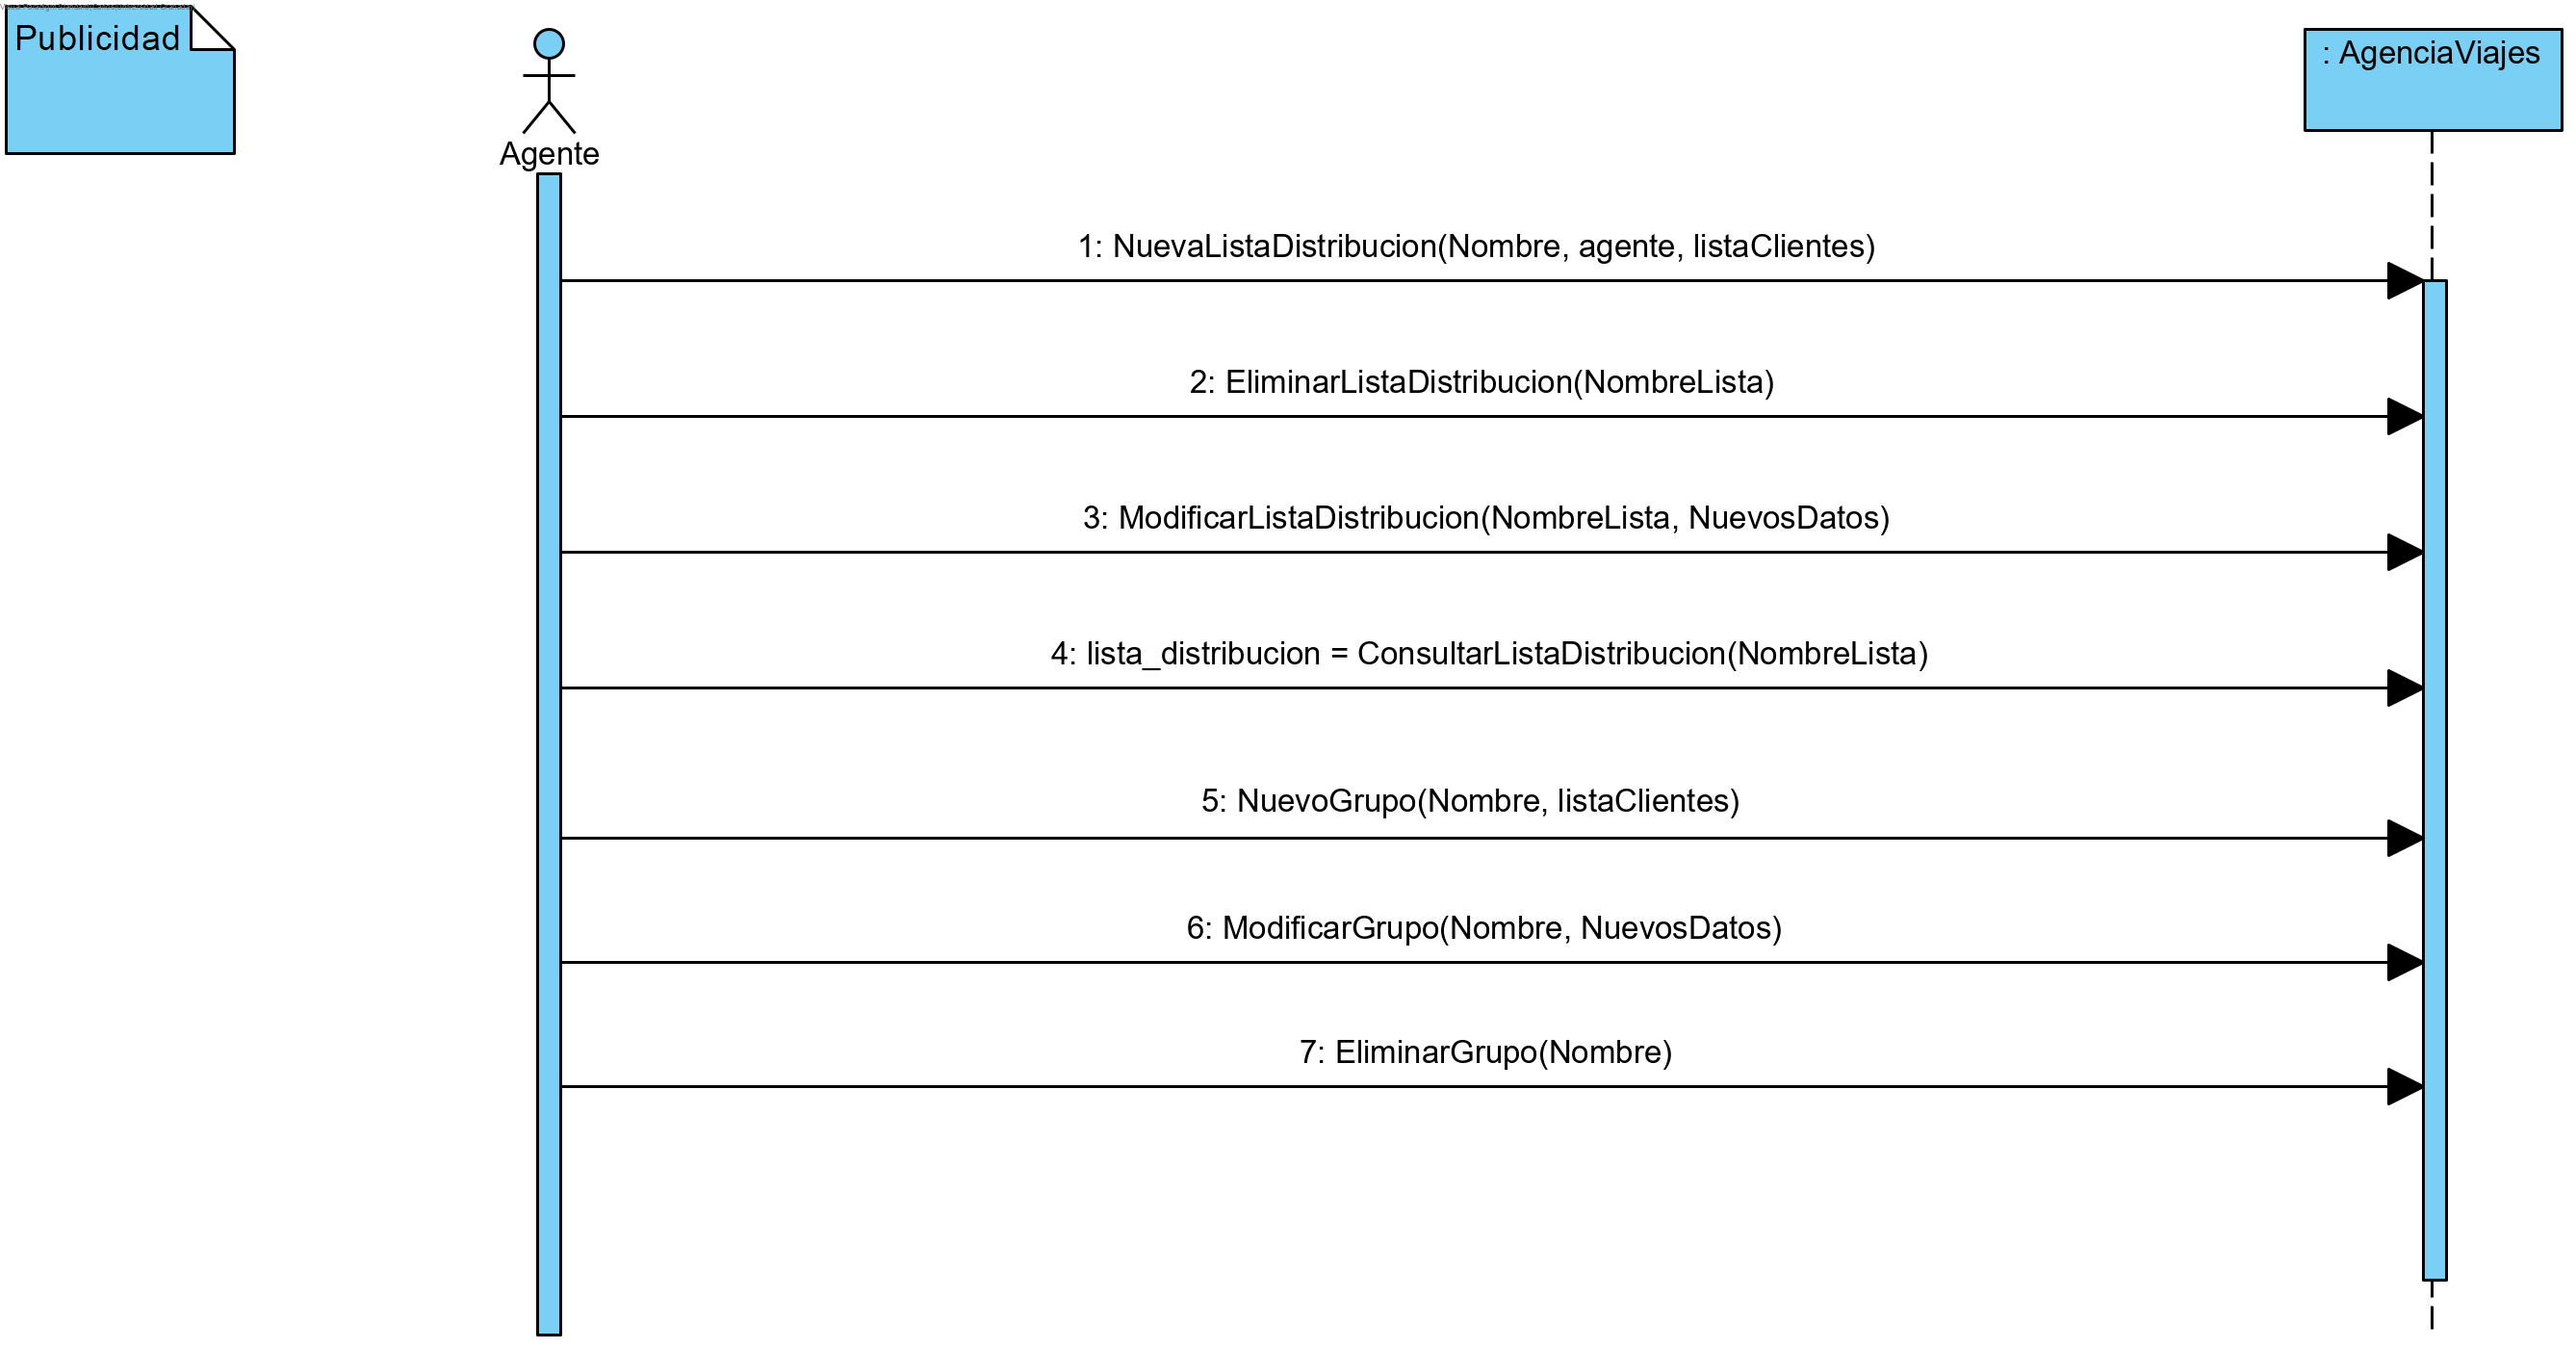 Publicidad
Agente
: AgenciaViajes
1: NuevaListaDistribucion(Nombre, agente, listaClientes)
2: EliminarListaDistribucion(NombreLista)
3: ModificarListaDistribucion(NombreLista, NuevosDatos)
4: lista_distribucion = ConsultarListaDistribucion(NombreLista)
5: NuevoGrupo(Nombre, listaClientes)
6: ModificarGrupo(Nombre, NuevosDatos)
7: EliminarGrupo(Nombre)